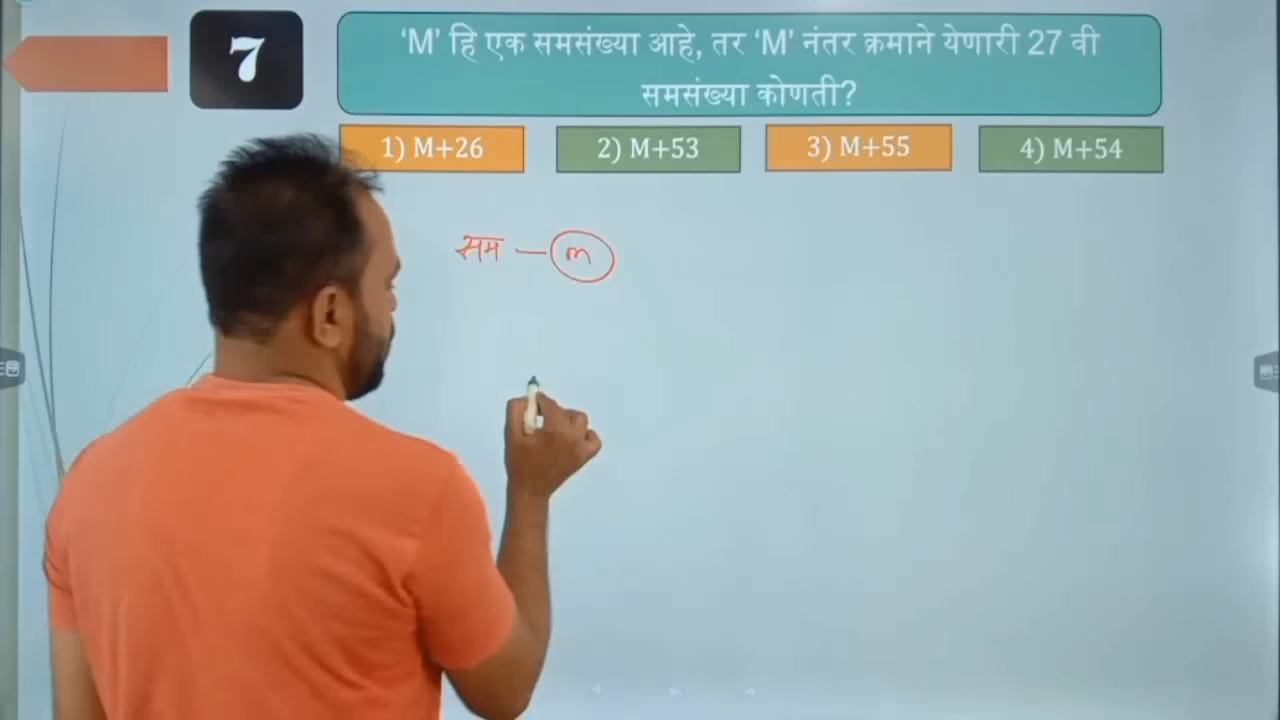 7
‘M’ हि एक समसंख्या आहे, तर ‘M’ नंतर क्रमाने येणारी 27 वी
समसंख्या कोणती?
1) M+26
2) M+53
3) M+55
4) M+54
सम — m